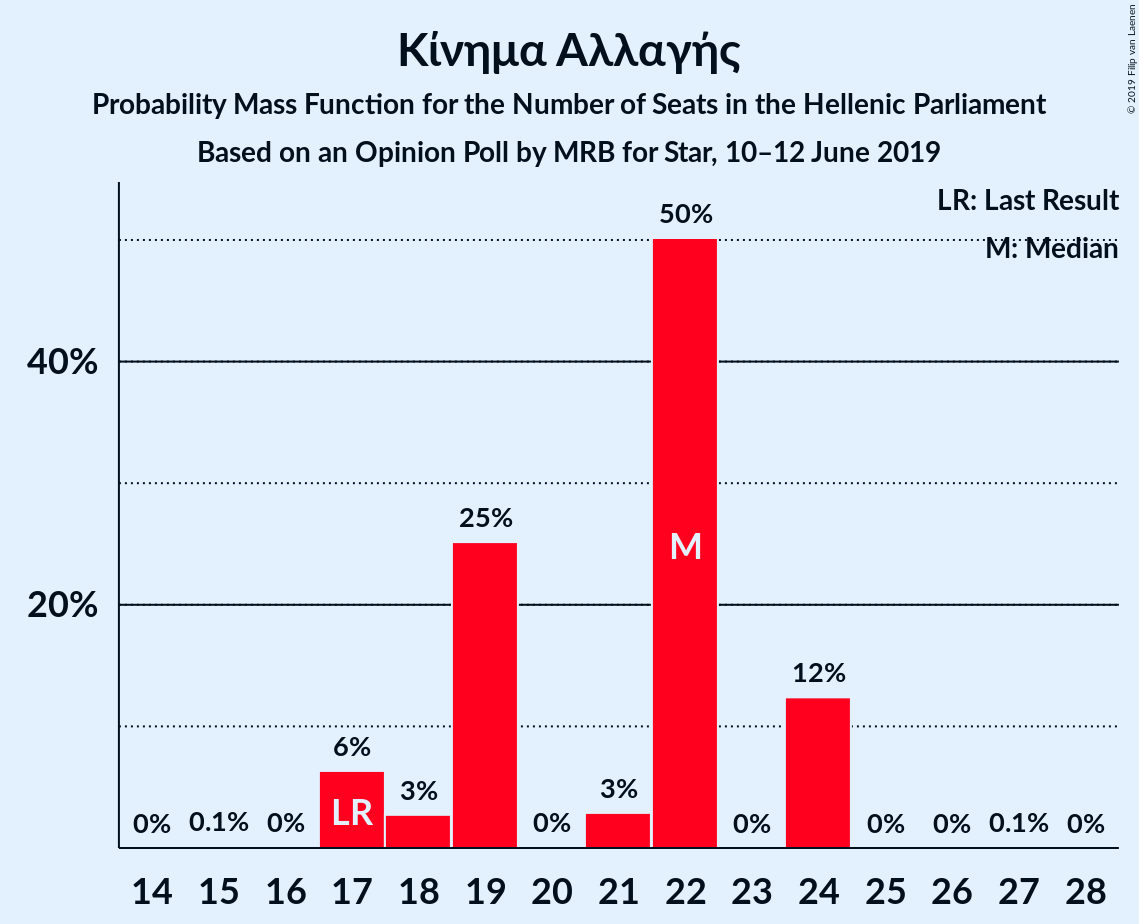 Κίνημα Αλλαγής
Probability Mass Function for the Number of Seats in the Hellenic Parliament
Based on an Opinion Poll by MRB for Star, 10–12 June 2019
© 2019 Filip van Laenen
LR: Last Result
M: Median
50%
40%
25%
20%
12%
6%
3%
3%
0%
0.1%
0%
0%
0%
0%
0%
0.1%
0%
LR
M
14 15 16 17 18 19 20 21 22 23 24 25 26 27 28